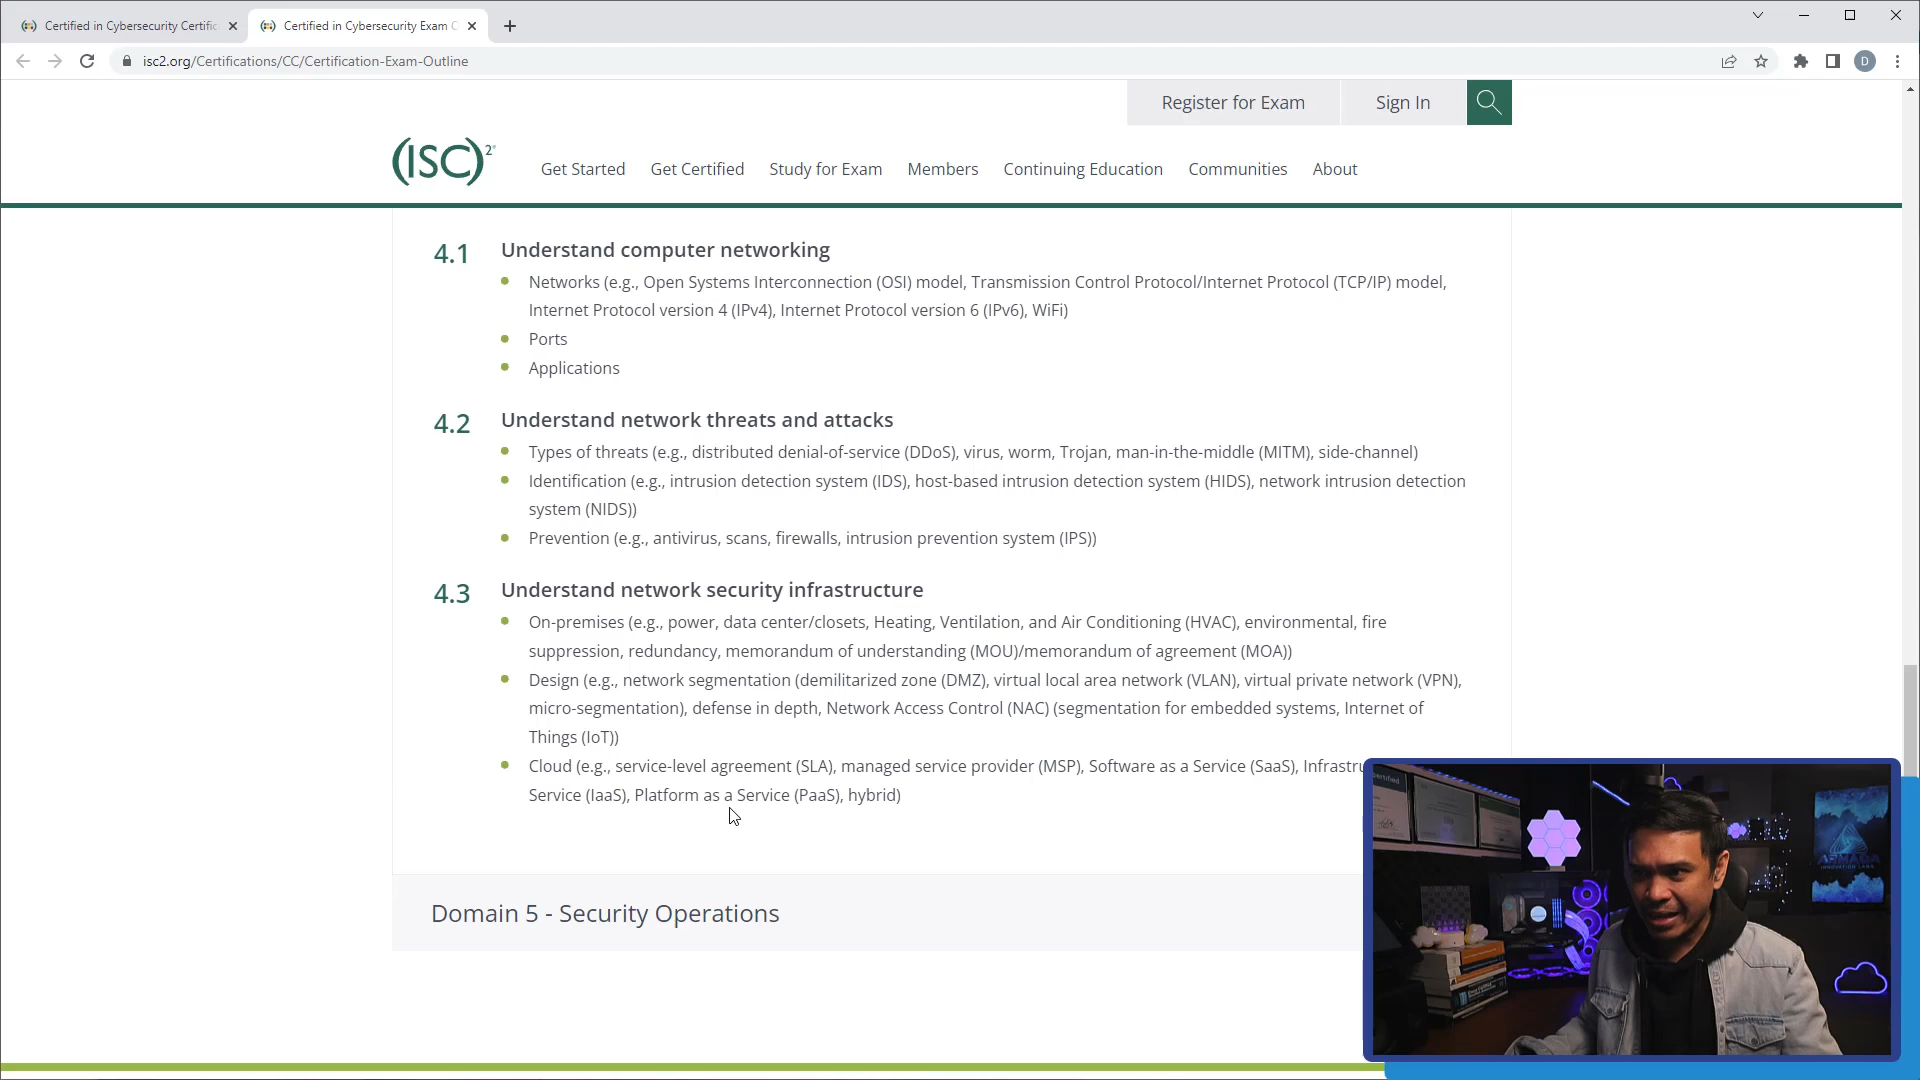 Certified in Cybersecurity Certific
Certified in Cybersecurity Exam O
isc2.org/Certifications/CC/Certification-Exam-Outline
D
Register for Exam
Sign In
(ISC)2®
Get Started
Get Certified
Study for Exam
Members
Continuing Education
Communities
About
4.1
Understand computer networking
Networks (e.g., Open Systems Interconnection (OSI) model, Transmission Control Protocol/Internet Protocol (TCP/IP) model,
Internet Protocol version 4 (IPv4), Internet Protocol version 6 (IPv6), WiFi)
Ports
Applications
4.2
Understand network threats and attacks
Types of threats (e.g., distributed denial-of-service (DDoS), virus, worm, Trojan, man-in-the-middle (MITM), side-channel)
Identification (e.g., intrusion detection system (IDS), host-based intrusion detection system (HIDS), network intrusion detection
system (NIDS))
Prevention (e.g., antivirus, scans, firewalls, intrusion prevention system (IPS))
4.3
Understand network security infrastructure
On-premises (e.g., power, data center/closets, Heating, Ventilation, and Air Conditioning (HVAC), environmental, fire
suppression, redundancy, memorandum of understanding (MOU)/memorandum of agreement (MOA))
Design (e.g., network segmentation (demilitarized zone (DMZ), virtual local area network (VLAN), virtual private network (VPN),
micro-segmentation), defense in depth, Network Access Control (NAC) (segmentation for embedded systems, Internet of
Things (IoT))
Cloud (e.g., service-level agreement (SLA), managed service provider (MSP), Software as a Service (SaaS), Infrastru
Service (IaaS), Platform as a Service (PaaS), hybrid)
Domain 5 - Security Operations
ARMADA
INNOVATION LABS